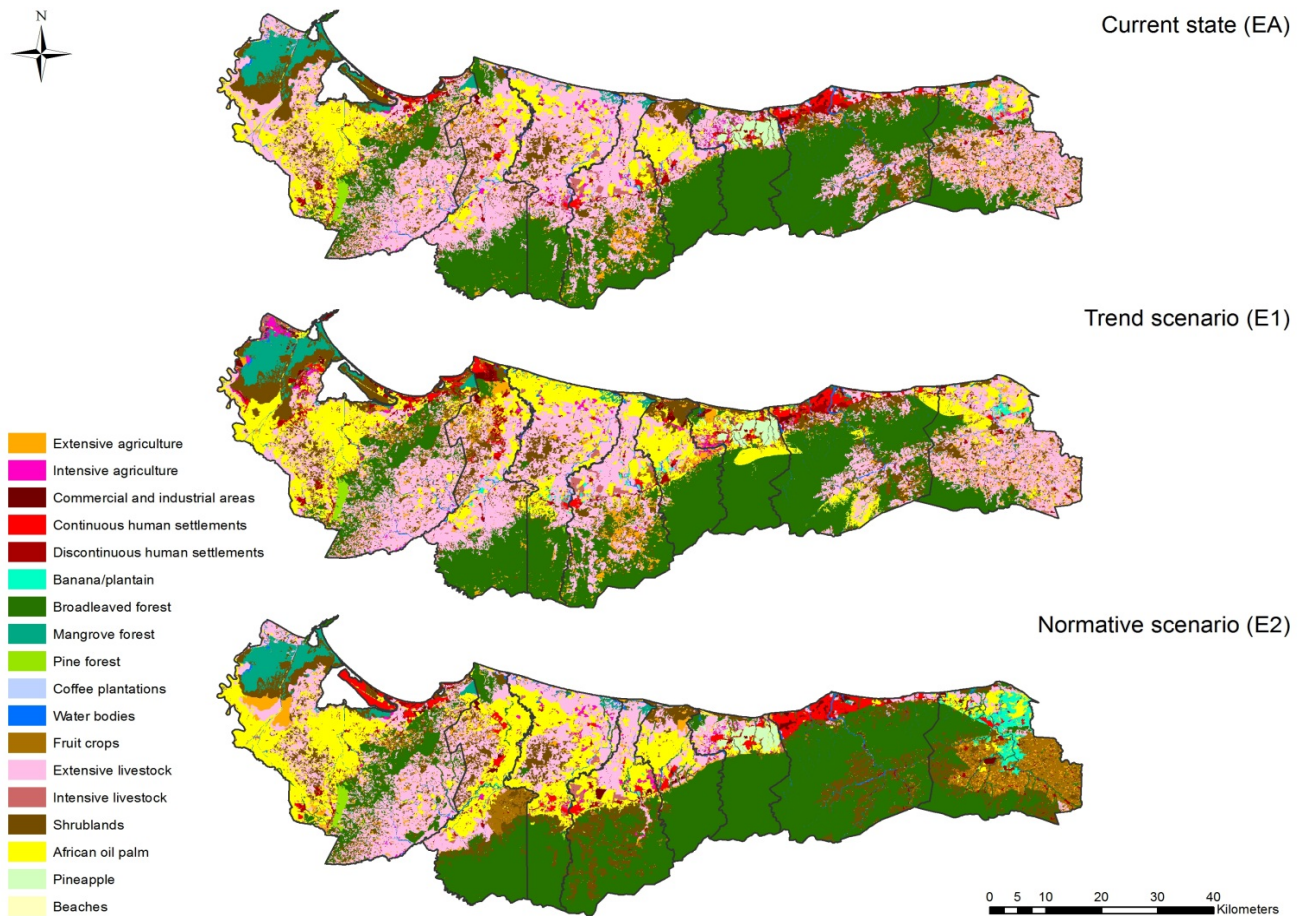 N
Current state (EA)
Trend scenario (E1)
Extensive agriculture
Intensive agriculture
Commercial and industrial areas
Continuous human settlements
Discontinuous human settlements
Banana/plantain
Broadleaved forest
Mangrove forest
Pine forest
Coffee plantations
Water bodies
Fruit crops
Extensive livestock
Intensive livestock
Shrublands
African oil palm
Pineapple
Beaches
Normative scenario (E2)
0 5 10 20 30 40
Kilometers